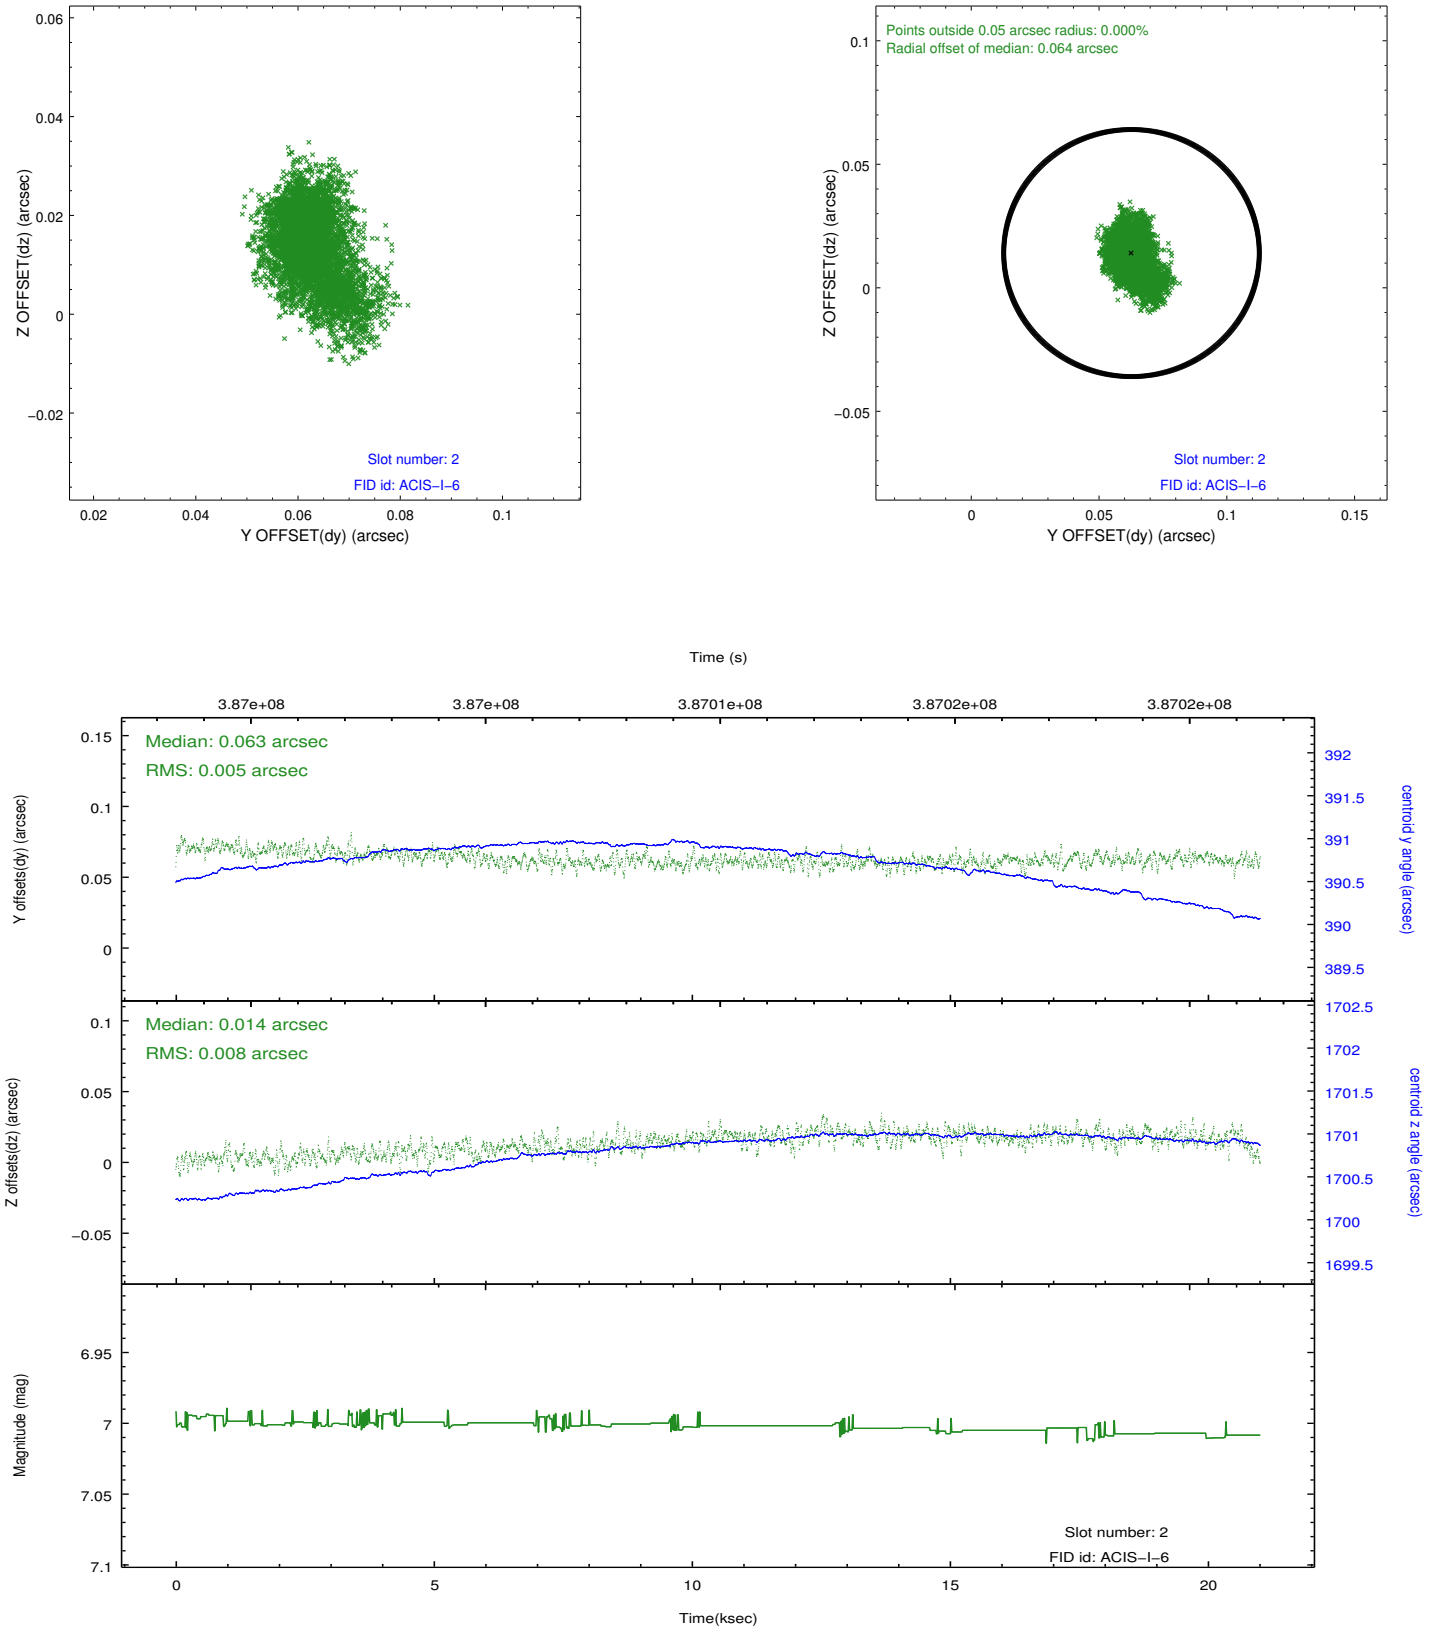 0.06
0.04
0.02
0
−0.02
Z OFFSET(dz) (arcsec)
Slot number: 2
FID id: ACIS−I−6
0.02 0.04 0.06 0.08 0.1
Y OFFSET(dy) (arcsec)
Points outside 0.05 arcsec radius: 0.000%
Radial offset of median: 0.064 arcsec
0.1
0.05
0
−0.05
Z OFFSET(dz) (arcsec)
Slot number: 2
FID id: ACIS−I−6
0 0.05 0.1 0.15
Y OFFSET(dy) (arcsec)
Time (s)
3.87e+08 3.87e+08 3.8701e+08 3.8702e+08 3.8702e+08
Median: 0.063 arcsec
RMS: 0.005 arcsec
0.15
0.1
0.05
0
Y offsets(dy) (arcsec)
392
391.5
391
390.5
390
389.5
centroid y angle (arcsec)
Median: 0.014 arcsec
RMS: 0.008 arcsec
0.1
0.05
0
−0.05
Z offsets(dz) (arcsec)
1702.5
1702
1701.5
1701
1700.5
1700
1699.5
centroid z angle (arcsec)
6.95
7
7.05
7.1
Magnitude (mag)
Slot number: 2
FID id: ACIS−I−6
0 5 10 15 20
Time(ksec)